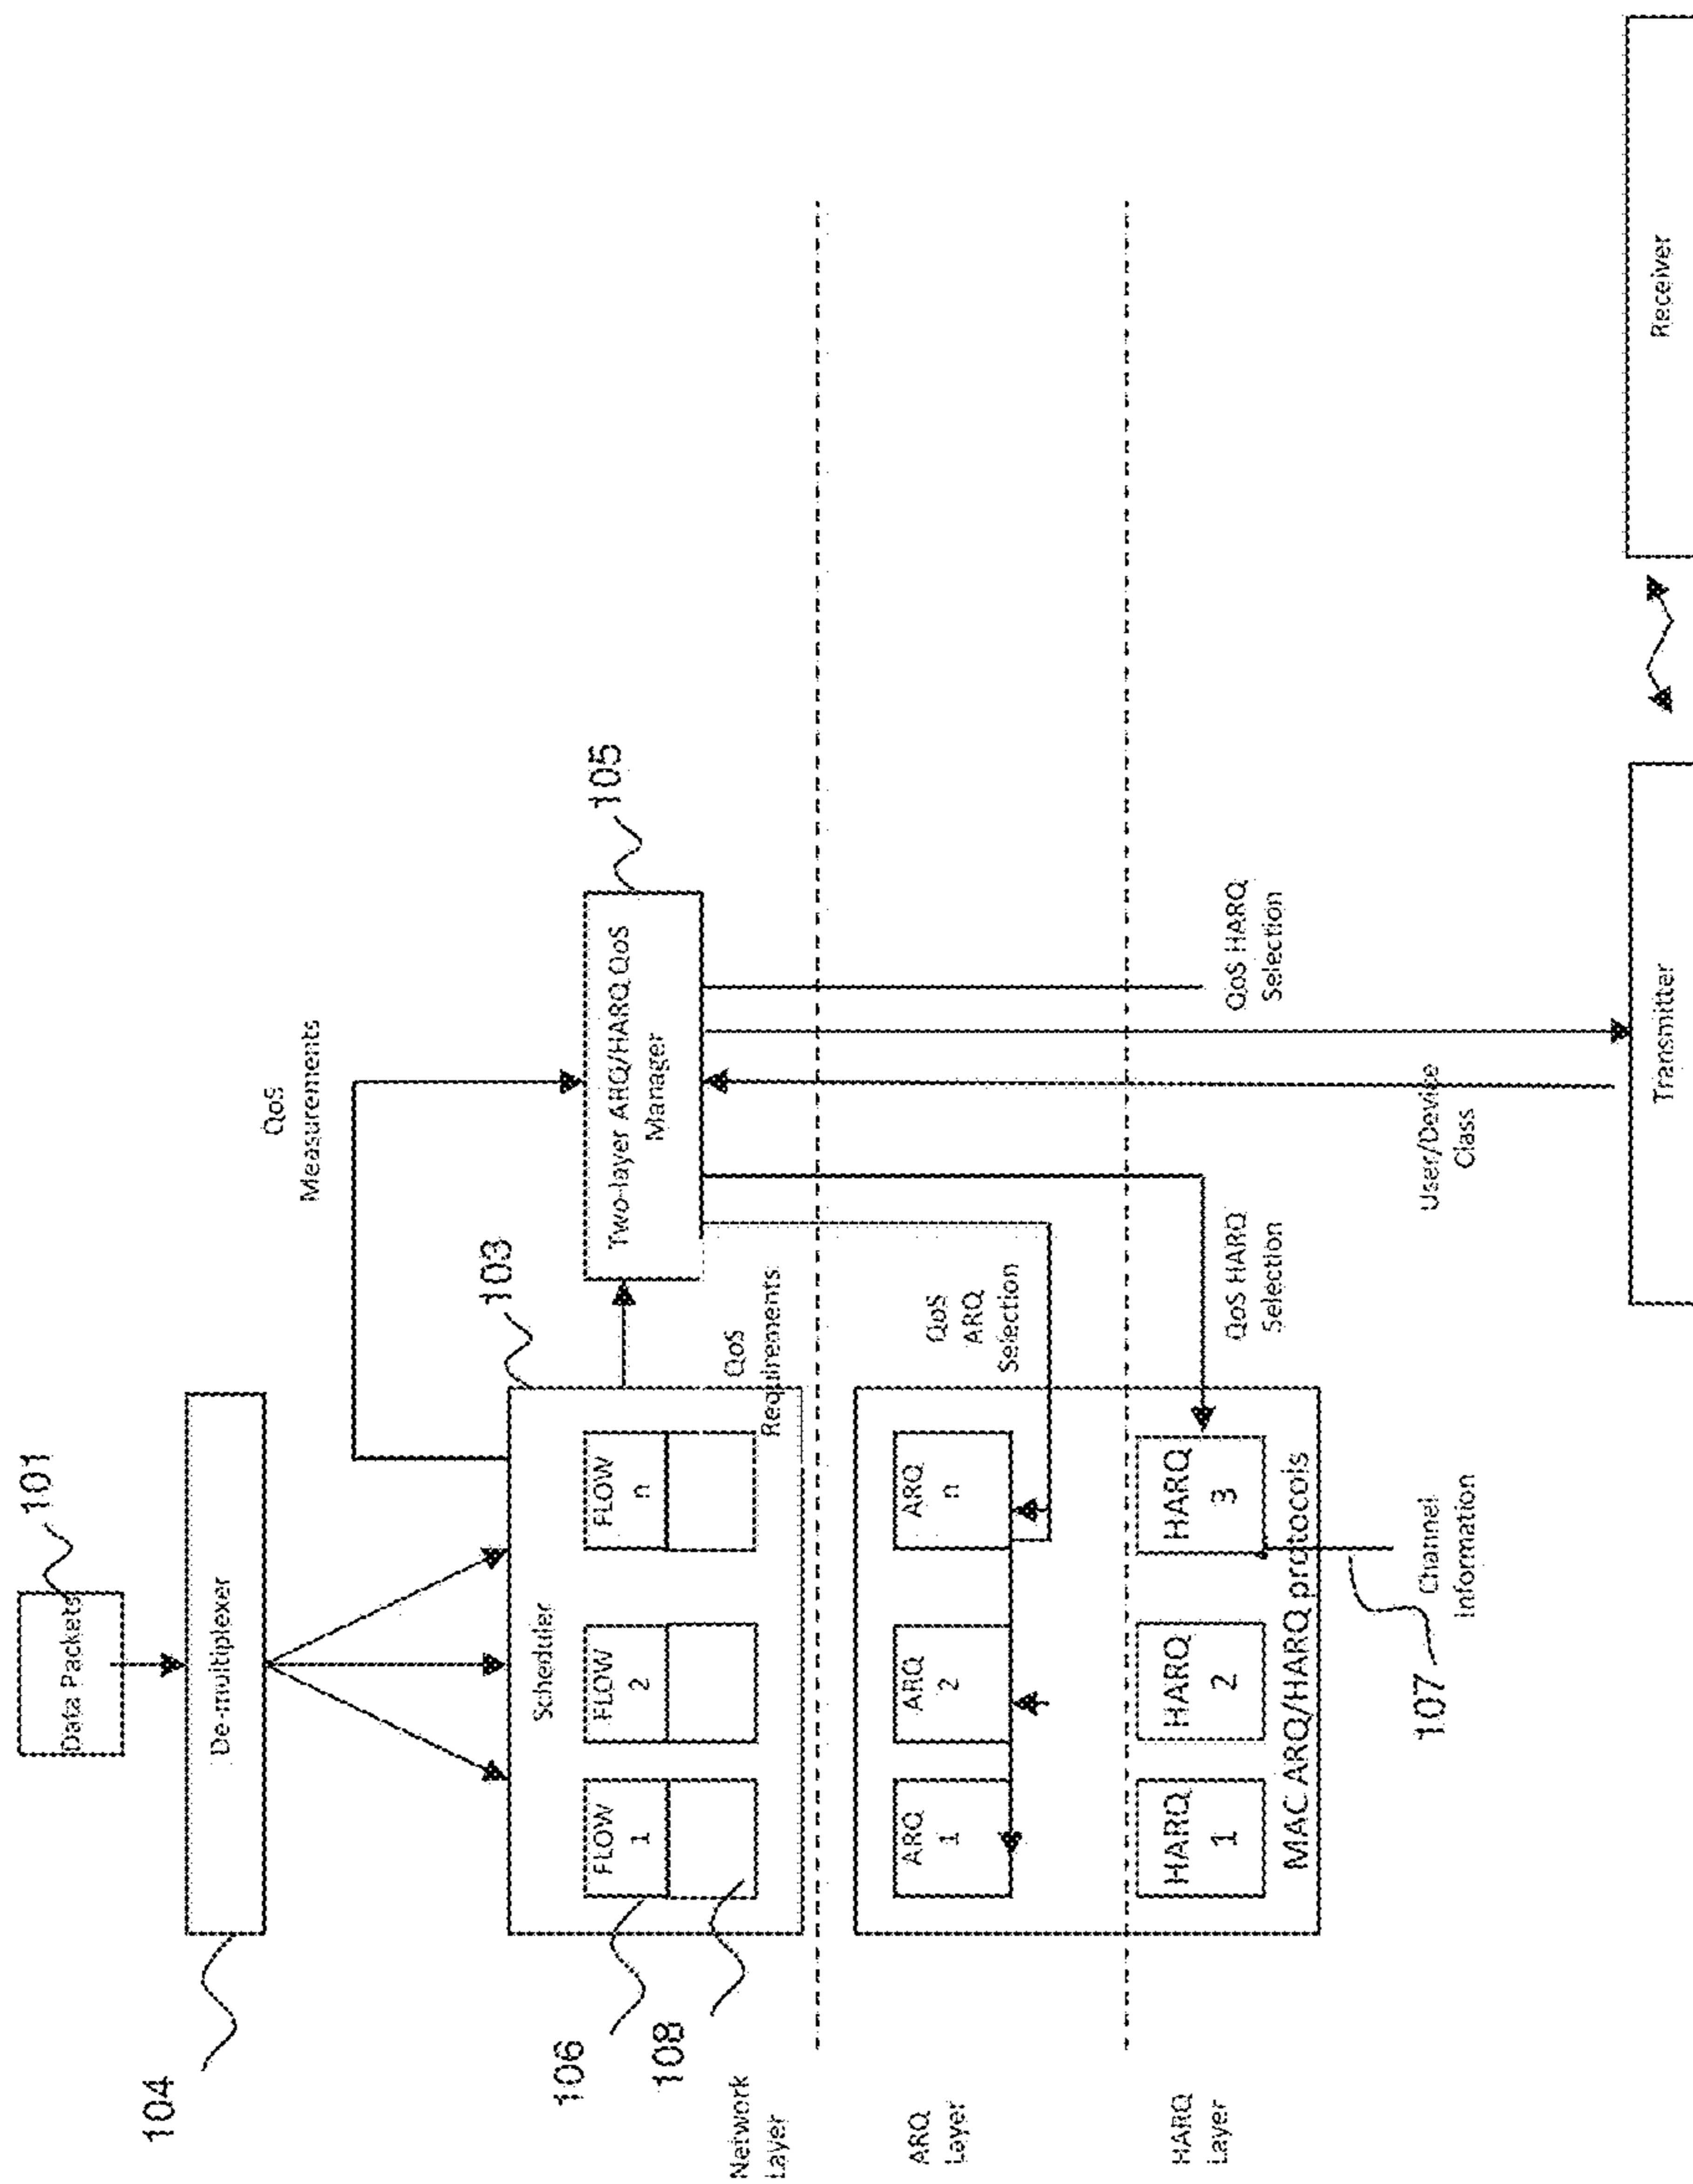 101
Data Packets
104
De-multiplexer
QoS
Measurements
103
Scheduler
105
Two-layer ARQ/HARQ QoS
Manager
FLOW
1
FLOW
2
FLOW
n
106
108
QoS
Requirements
Network
Layer
ARQ
1
ARQ
2
ARQ
n
QoS
ARQ
Selection
ARQ
Layer
HARQ
1
HARQ
2
HARQ
3
MAC ARQ/HARQ protocols
QoS HARQ
Selection
QoS HARQ
Selection
HARQ
Layer
107
Channel
Information
User/Device
Class
Transmitter
Receiver